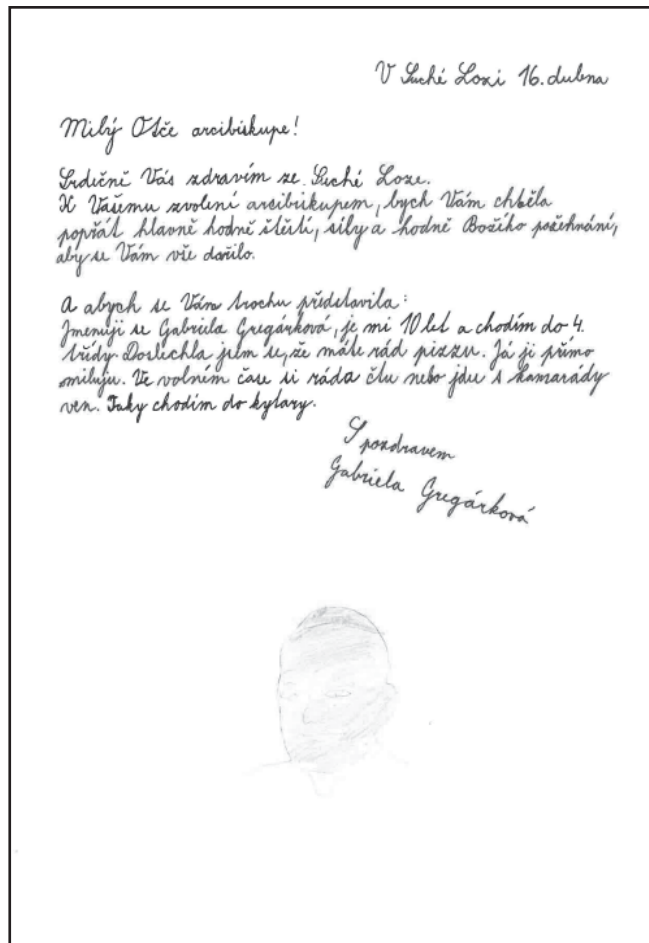 V Suché Lozi 16. dubna
Milý Otče arcibiskupe!
Srdečně Vás zdravím ze Suché Loze.
K Vašemu zvolení arcibiskupem, bych Vám chtěla
popřát hlavně hodně štěstí, síly a hodně Božího požehnání,
aby se Vám vše dařilo.
A abych se Vám trochu představila:
Jmenuji se Gabriela Gregárková, je mi 10 let a chodím do 4.
třídy. Doslechla jsem se, že máte rád pizzu. Já ji přímo
miluju. Ve volném čase si ráda čtu nebo jdu s kamarády
ven. Taky chodím do kytary.
S pozdravem
Gabriela Gregárková